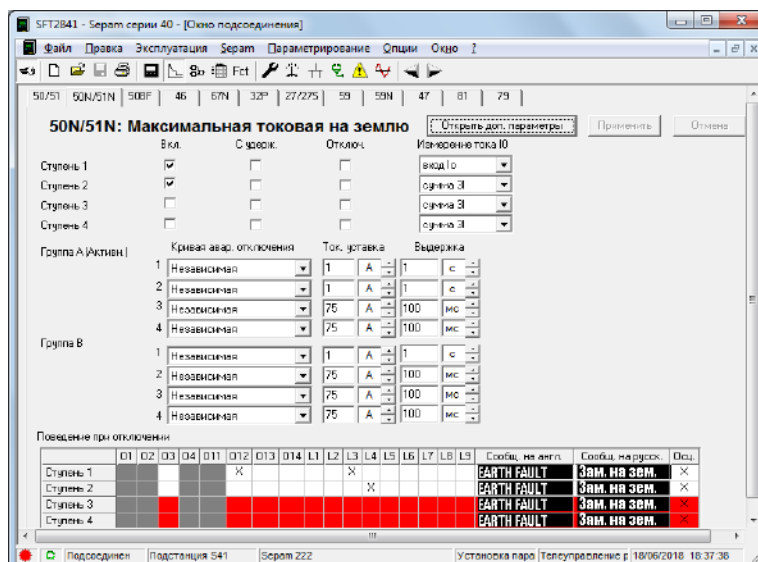 SFT2841 - Sepam серии 40 - [Окно подсоединения]
Файл Правка Эксплуатация Sepam Параметрирование Опции Окно ?
Fct
50/51 50N/51N 50BF 46 67N 32P 27/27S 59 59N 47 81 79
50N/51N: Максимальная токовая на землю Открыть доп. параметры Применить Отмена
Вкл. С удерж. Отключ. Измерение тока I0
Ступень 1 вход Io
Ступень 2 сумма 3I
Ступень 3 сумма 3I
Ступень 4 сумма 3I
Группа A [Активн.] Кривая авар. отключения Ток. уставка Выдержка
1 Независимая 1 A 1 с
2 Независимая 1 A 1 с
3 Независимая 75 A 100 мс
4 Независимая 75 A 100 мс
Группа B
1 Независимая 1 A 1 с
2 Независимая 75 A 100 мс
3 Независимая 75 A 100 мс
4 Независимая 75 A 100 мс
Поведение при отключении
O1 O2 O3 O4 O11 O12 O13 O14 L1 L2 L3 L4 L5 L6 L7 L8 L9 Сообщ. на англ. Сообщ. на русск. Осц.
Ступень 1 X X EARTH FAULT Зам. на зем. X
Ступень 2 X EARTH FAULT Зам. на зем. X
Ступень 3 EARTH FAULT Зам. на зем. X
Ступень 4 EARTH FAULT Зам. на зем. X
Подсоединен Подстанция S41 Sepam 222 Установка пара Телеуправление р 18/06/2018 18:37:38